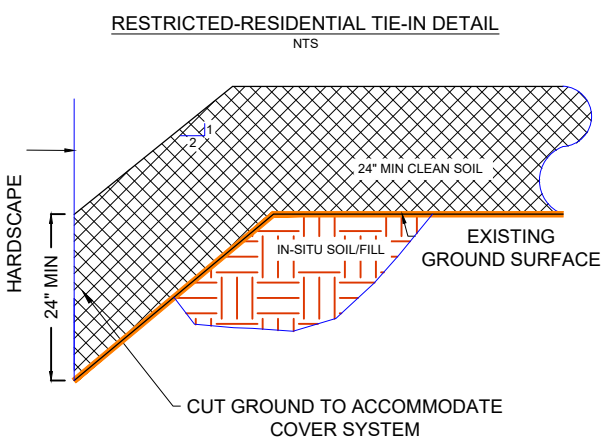 RESTRICTED-RESIDENTIAL TIE-IN DETAIL
NTS
1
2
24" MIN CLEAN SOIL
HARDSCAPE
24" MIN
IN-SITU SOIL/FILL
EXISTING
GROUND SURFACE
CUT GROUND TO ACCOMMODATE
COVER SYSTEM